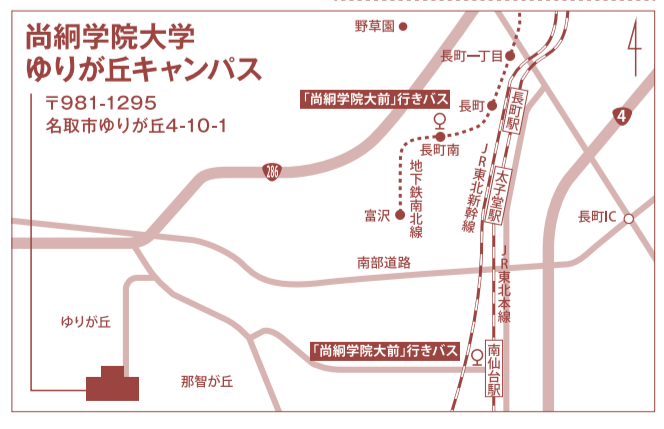 尚絅学院大学
ゆりが丘キャンパス
〒981-1295
名取市ゆりが丘4-10-1
野草園
長町一丁目
「尚絅学院大前」行きバス
長町
長町駅
4
長町南
JR東北新幹線
286
地下鉄南北線
太子堂駅
富沢
長町IC
南部道路
JR東北本線
ゆりが丘
「尚絅学院大前」行きバス
南仙台駅
那智が丘